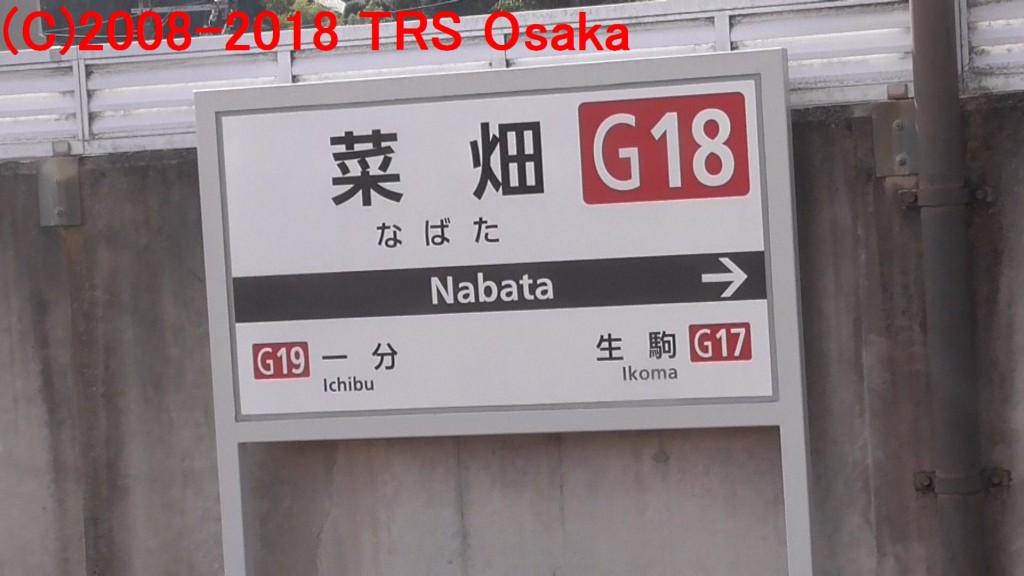 (C)2008-2018 TRS Osaka
菜畑 G18
なばた
Nabata →
G19 一分 生駒 G17
Ichibu Ikoma